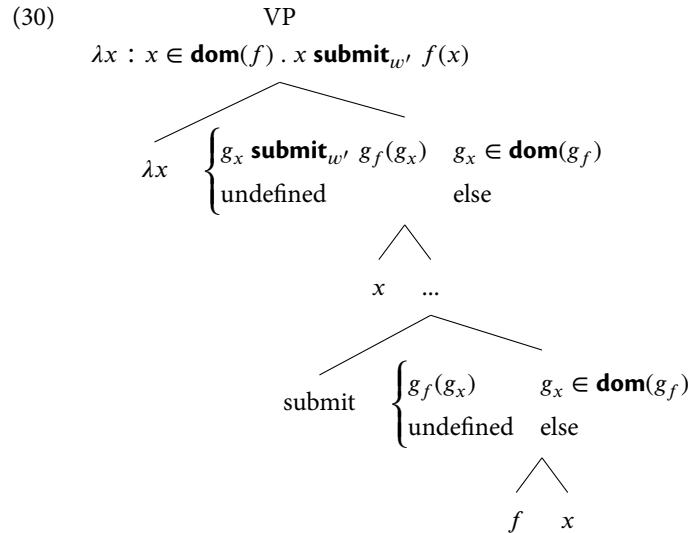 (30) VP
λx : x ∈ dom(f) . x submit_w′ f(x)
λx { g_x submit_w′ g_f(g_x) g_x ∈ dom(g_f)
undefined else
x ...
submit { g_f(g_x) g_x ∈ dom(g_f)
undefined else
f x